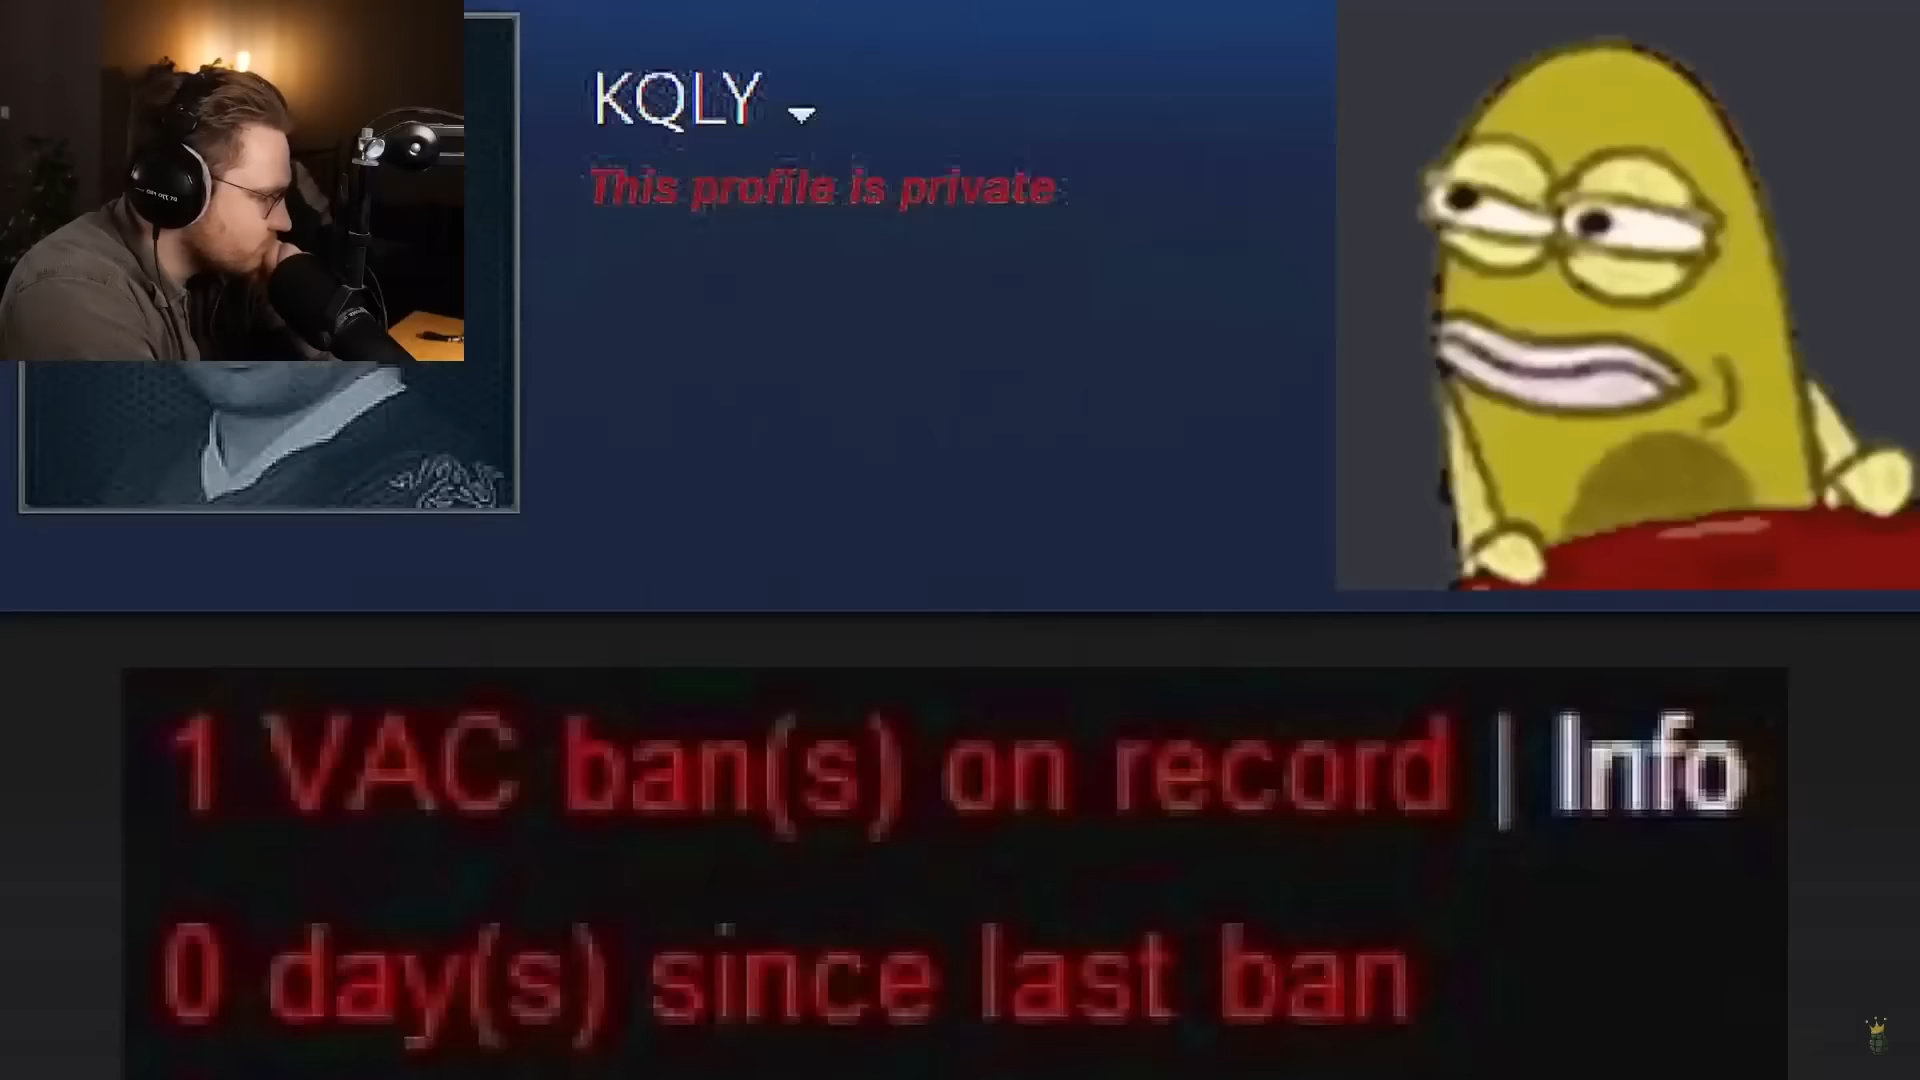 KQLY
This profile is private
1 VAC ban(s) on record | Info
0 day(s) since last ban